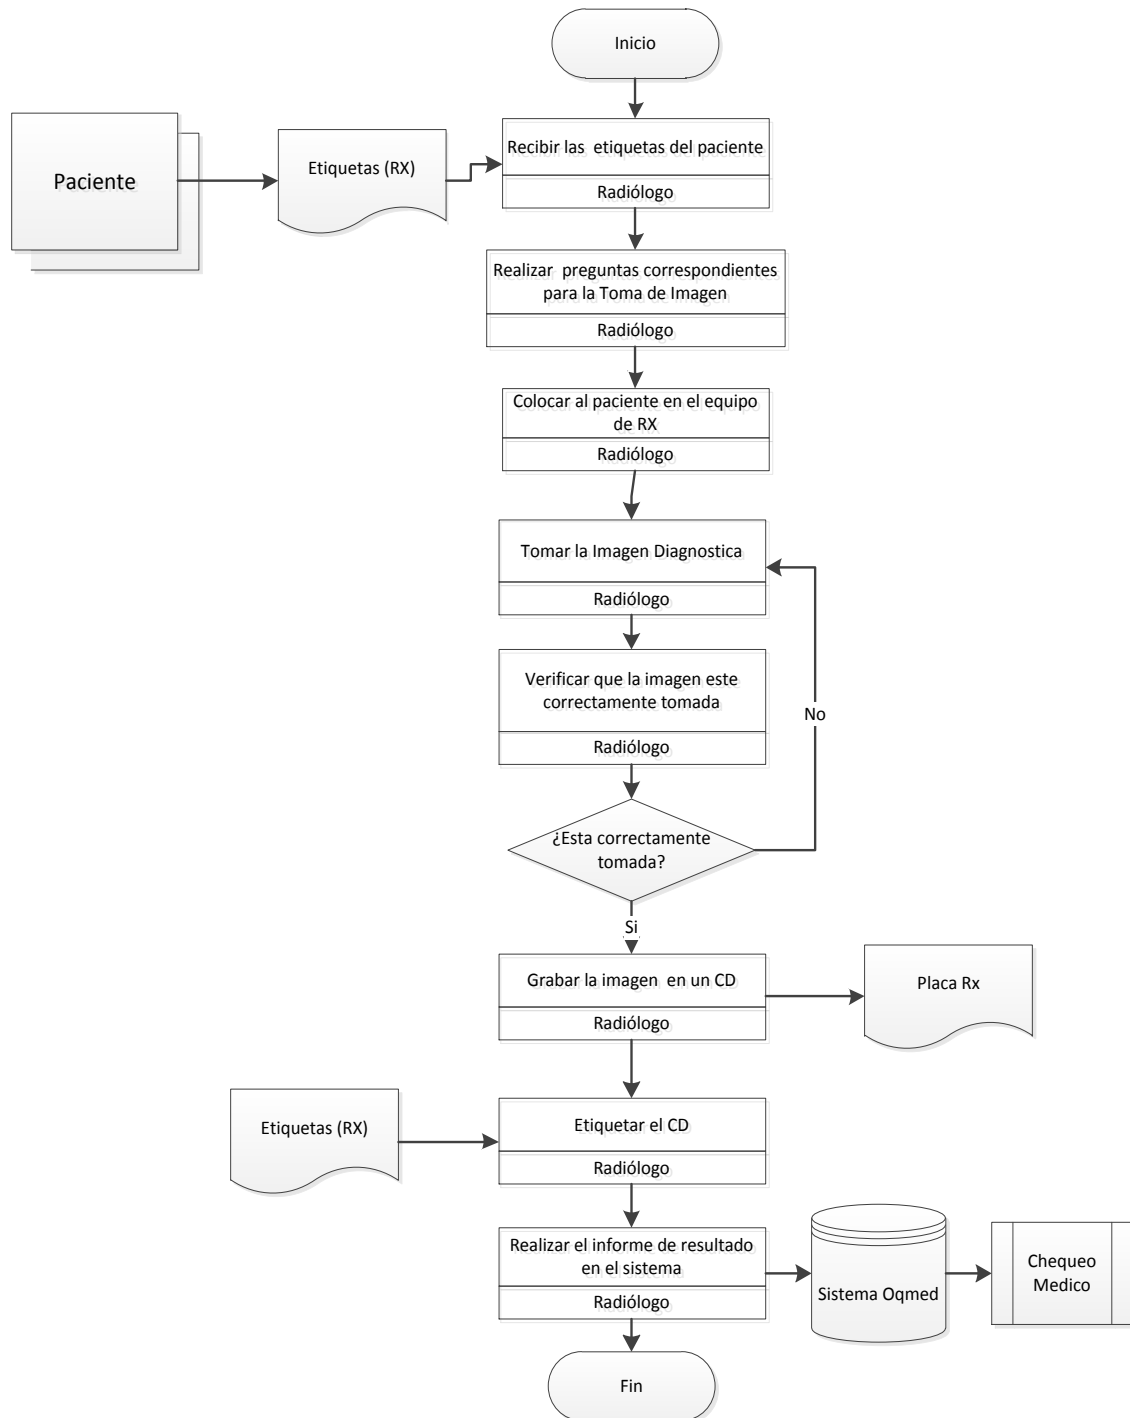 Inicio
Paciente
Etiquetas (RX)
Recibir las etiquetas del paciente
Radiólogo
Realizar preguntas correspondientes
para la Toma de Imagen
Radiólogo
Colocar al paciente en el equipo
de RX
Radiólogo
Tomar la Imagen Diagnostica
Radiólogo
Verificar que la imagen este
correctamente tomada
Radiólogo
No
¿Esta correctamente
tomada?
Si
Grabar la imagen en un CD
Radiólogo
Placa Rx
Etiquetas (RX)
Etiquetar el CD
Radiólogo
Realizar el informe de resultado
en el sistema
Radiólogo
Sistema Oqmed
Chequeo
Medico
Fin